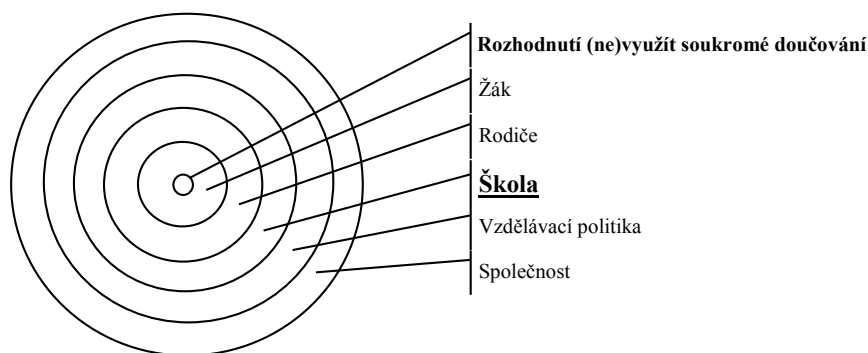 Rozhodnutí (ne)využít soukromé doučování
Žák
Rodiče
Škola
Vzdělávací politika
Společnost